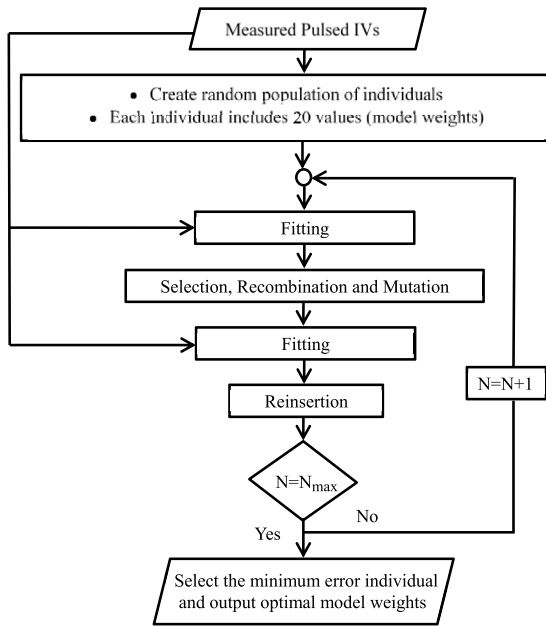 Measured Pulsed IVs
• Create random population of individuals
• Each individual includes 20 values (model weights)
Fitting
Selection, Recombination and Mutation
Fitting
N=N+1
Reinsertion
N=Nmax
No
Yes
Select the minimum error individual
and output optimal model weights